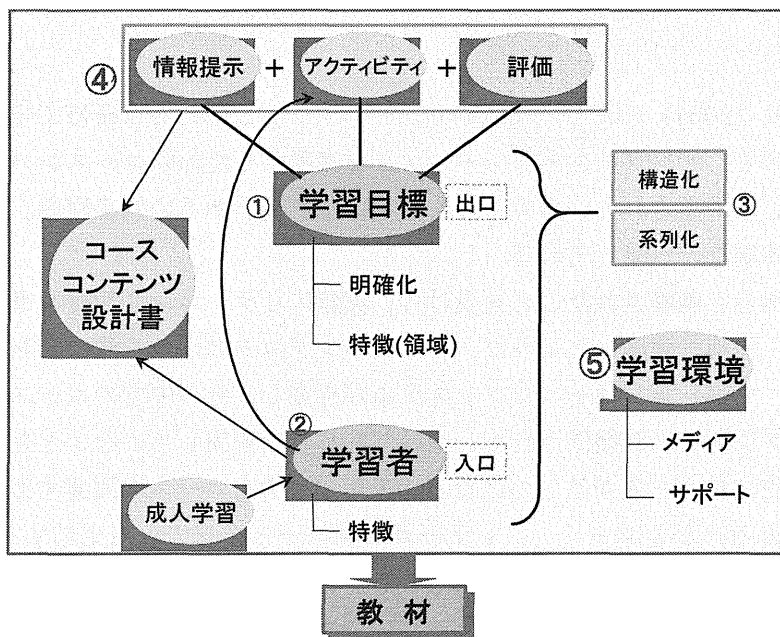 ④ 情報提示 + アクティビティ + 評価
① 学習目標 出口
明確化
特徴(領域)
構造化 ③
系列化
コース
コンテンツ
設計書
⑤ 学習環境
メディア
サポート
②
学習者 入口
特徴
成人学習
教材